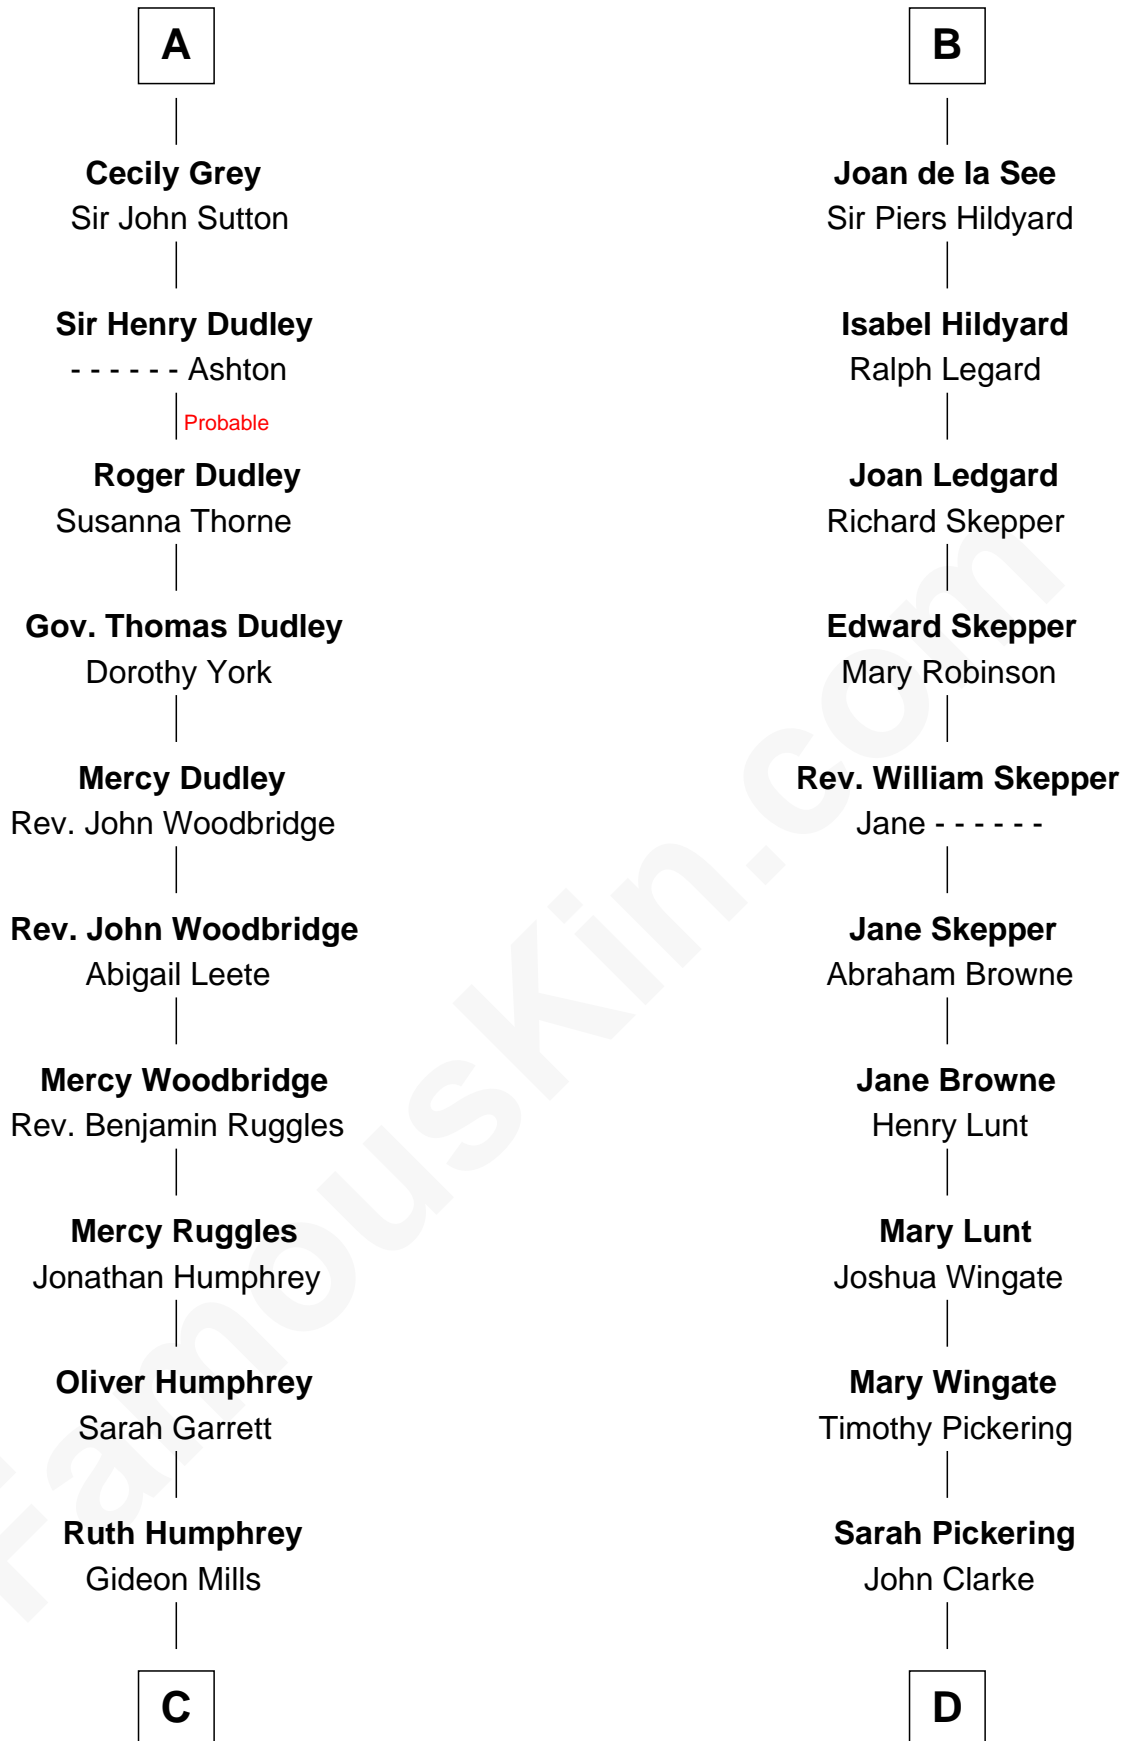 A
Cecily Grey
Sir John Sutton
Sir Henry Dudley
- - - - - - Ashton
Probable
Roger Dudley
Susanna Thorne
Gov. Thomas Dudley
Dorothy York
Mercy Dudley
Rev. John Woodbridge
Rev. John Woodbridge
Abigail Leete
Mercy Woodbridge
Rev. Benjamin Ruggles
Mercy Ruggles
Jonathan Humphrey
Oliver Humphrey
Sarah Garrett
Ruth Humphrey
Gideon Mills
C
B
Joan de la See
Sir Piers Hildyard
Isabel Hildyard
Ralph Legard
Joan Ledgard
Richard Skepper
Edward Skepper
Mary Robinson
Rev. William Skepper
Jane - - - - - -
Jane Skepper
Abraham Browne
Jane Browne
Henry Lunt
Mary Lunt
Joshua Wingate
Mary Wingate
Timothy Pickering
Sarah Pickering
John Clarke
D
FamousKin.com